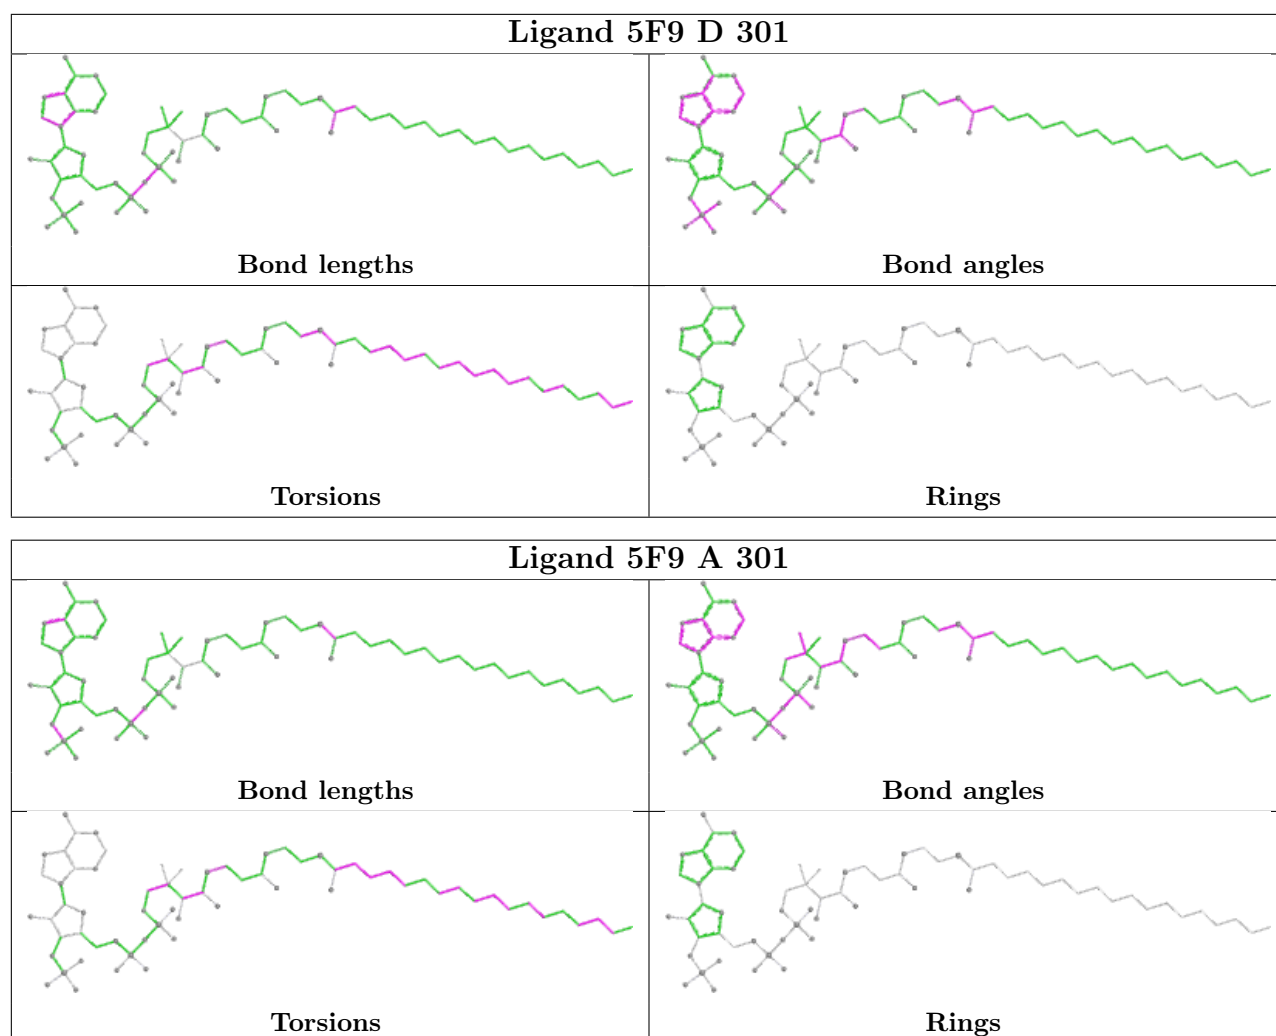 Ligand 5F9 D 301
Bond lengths
Bond angles
Torsions
Rings
Ligand 5F9 A 301
Bond lengths
Bond angles
Torsions
Rings